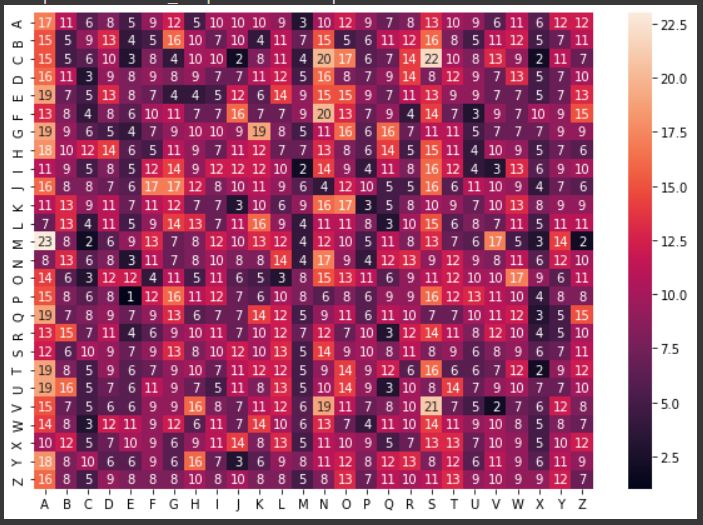 A 17 11 6 8 5 9 12 5 10 10 10 9 3 10 12 9 7 8 13 10 9 6 11 6 12 12
B 15 5 9 13 4 5 16 10 7 10 4 11 7 15 5 6 11 12 16 8 5 11 12 5 7 11
C 15 5 6 10 3 8 4 10 10 2 8 11 4 20 17 6 7 14 22 10 8 13 9 2 11 7
D 16 11 3 9 8 9 8 9 7 7 11 12 5 16 8 7 9 14 8 12 9 7 13 5 7 10
E 19 7 5 13 8 7 4 4 5 12 6 14 9 15 15 9 7 11 13 9 9 7 7 5 7 13
F 13 8 4 8 6 10 11 7 7 16 7 7 9 20 13 7 9 4 14 7 3 9 7 10 9 15
G 19 9 6 5 4 7 9 10 10 9 19 8 5 11 16 6 16 7 11 11 5 7 7 7 9 9
H 18 10 12 14 6 5 11 9 7 11 12 7 7 13 8 6 14 5 15 11 4 10 9 5 7 6
I 11 9 5 8 5 12 14 9 12 12 12 10 2 14 9 4 11 8 16 12 4 3 13 6 9 10
J 16 8 8 7 6 17 17 12 8 10 11 9 6 4 12 10 5 5 16 6 11 10 9 4 7 6
K 11 13 9 11 7 11 12 7 7 3 10 6 9 16 17 3 5 8 10 9 7 10 13 8 9 9
L 7 13 4 11 5 9 14 13 7 11 16 9 4 11 11 8 3 10 15 6 8 7 10 5 11 11
M 23 8 2 6 9 13 7 8 12 10 13 12 4 12 10 5 11 8 13 7 6 17 5 3 14 2
N 8 13 6 8 3 11 7 8 10 8 8 14 4 17 9 4 12 13 9 12 9 8 11 6 12 10
O 14 6 3 12 12 4 11 5 11 6 5 3 8 15 13 11 6 9 11 12 10 10 17 9 6 11
P 15 8 6 8 1 12 16 11 12 7 6 10 8 6 8 9 6 9 16 12 13 11 10 4 8 8
Q 19 7 8 9 7 9 13 6 7 7 14 12 5 9 11 6 11 10 7 7 10 11 12 3 5 15
R 13 15 7 11 4 6 9 10 11 7 10 12 7 12 10 7 3 12 14 11 8 12 10 4 5 10
S 12 6 10 9 7 9 13 8 10 12 10 13 5 14 9 10 8 11 8 9 6 8 9 6 7 11
T 19 8 5 9 6 7 9 10 7 11 12 12 5 9 14 9 12 6 16 6 6 7 12 2 9 10
U 19 16 5 7 6 11 9 7 5 11 8 13 5 10 14 9 3 10 8 14 7 9 10 7 7 10
V 15 7 5 6 6 9 9 16 8 7 11 12 6 19 11 7 8 10 21 7 5 2 7 6 12 8
W 14 8 3 12 11 9 12 6 11 7 14 10 6 13 7 4 11 10 14 11 9 10 8 5 8 7
X 10 12 5 7 10 9 6 9 11 14 8 13 5 11 10 9 5 7 13 13 7 10 9 5 10 12
Y 18 8 10 6 6 9 6 16 7 3 6 9 8 11 12 8 12 13 8 12 11 9 6 6 11 9
Z 16 8 5 9 8 8 8 10 8 10 8 8 5 8 13 7 11 10 11 13 9 10 9 9 12 7
A B C D E F G H I J K L M N O P Q R S T U V W X Y Z
22.5
20.0
17.5
15.0
12.5
10.0
7.5
5.0
2.5